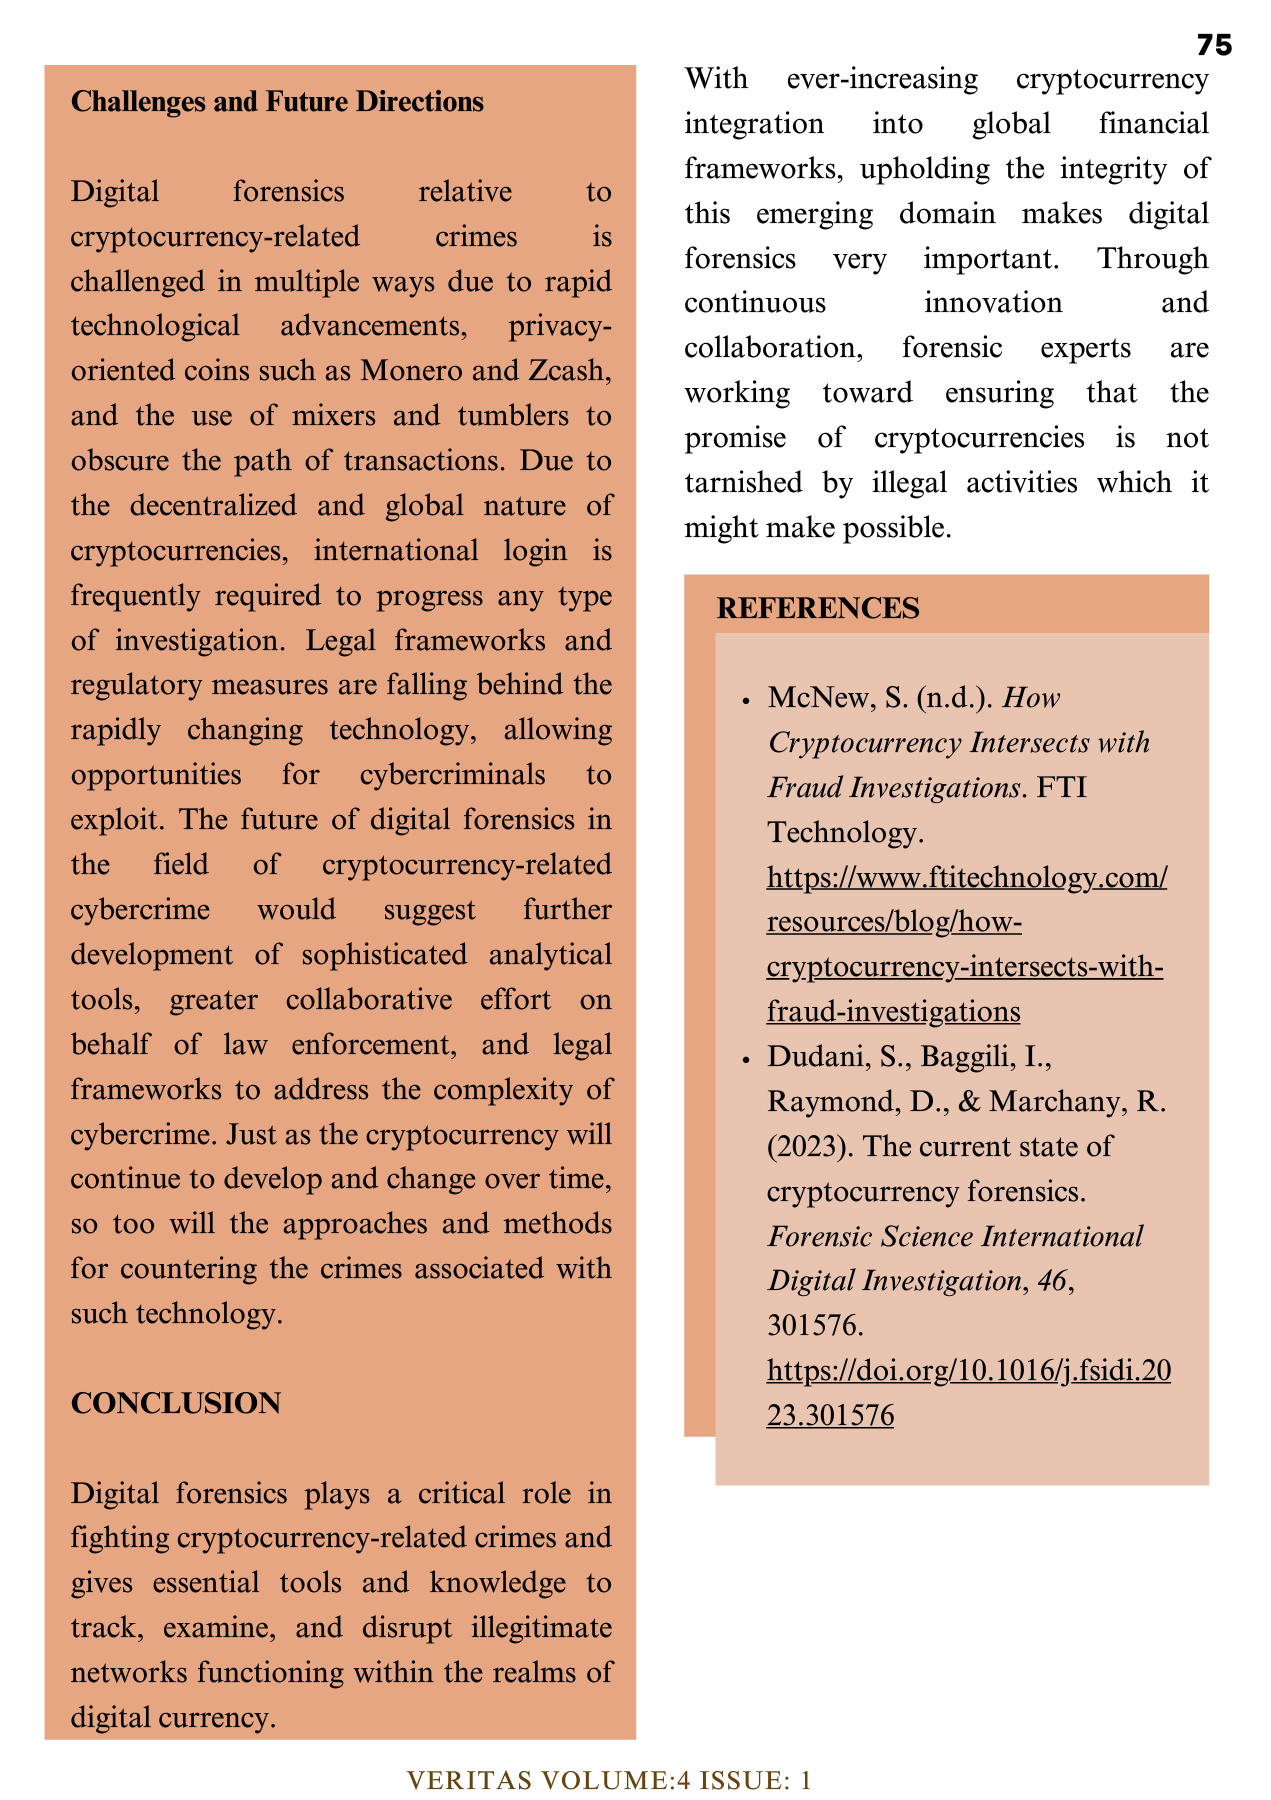 75
Challenges and Future Directions
Digital forensics relative to
cryptocurrency-related crimes is
challenged in multiple ways due to rapid
technological advancements, privacy-
oriented coins such as Monero and Zcash,
and the use of mixers and tumblers to
obscure the path of transactions. Due to
the decentralized and global nature of
cryptocurrencies, international login is
frequently required to progress any type
of investigation. Legal frameworks and
regulatory measures are falling behind the
rapidly changing technology, allowing
opportunities for cybercriminals to
exploit. The future of digital forensics in
the field of cryptocurrency-related
cybercrime would suggest further
development of sophisticated analytical
tools, greater collaborative effort on
behalf of law enforcement, and legal
frameworks to address the complexity of
cybercrime. Just as the cryptocurrency will
continue to develop and change over time,
so too will the approaches and methods
for countering the crimes associated with
such technology.
CONCLUSION
Digital forensics plays a critical role in
fighting cryptocurrency-related crimes and
gives essential tools and knowledge to
track, examine, and disrupt illegitimate
networks functioning within the realms of
digital currency.
With ever-increasing cryptocurrency
integration into global financial
frameworks, upholding the integrity of
this emerging domain makes digital
forensics very important. Through
continuous innovation and
collaboration, forensic experts are
working toward ensuring that the
promise of cryptocurrencies is not
tarnished by illegal activities which it
might make possible.
REFERENCES
• McNew, S. (n.d.). How
Cryptocurrency Intersects with
Fraud Investigations. FTI
Technology.
https://www.ftitechnology.com/
resources/blog/how-
cryptocurrency-intersects-with-
fraud-investigations
• Dudani, S., Baggili, I.,
Raymond, D., & Marchany, R.
(2023). The current state of
cryptocurrency forensics.
Forensic Science International
Digital Investigation, 46,
301576.
https://doi.org/10.1016/j.fsidi.20
23.301576
VERITAS VOLUME:4 ISSUE: 1